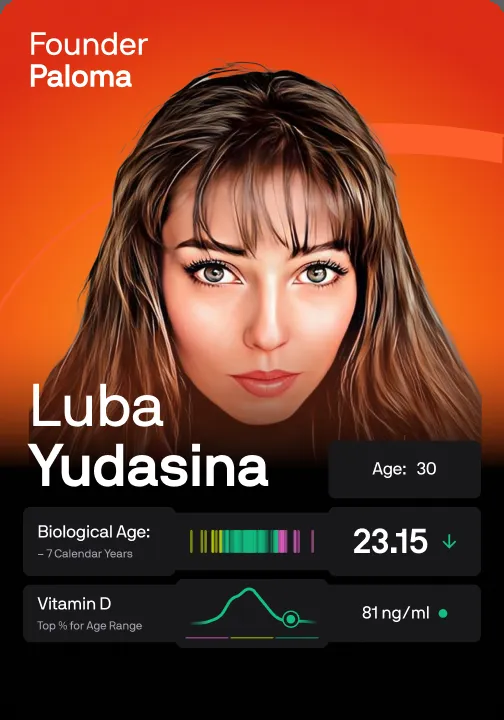 Founder
Paloma
Luba
Yudasina
Age: 30
Biological Age:
– 7 Calendar Years
23.15
Vitamin D
Top % for Age Range
81 ng/ml